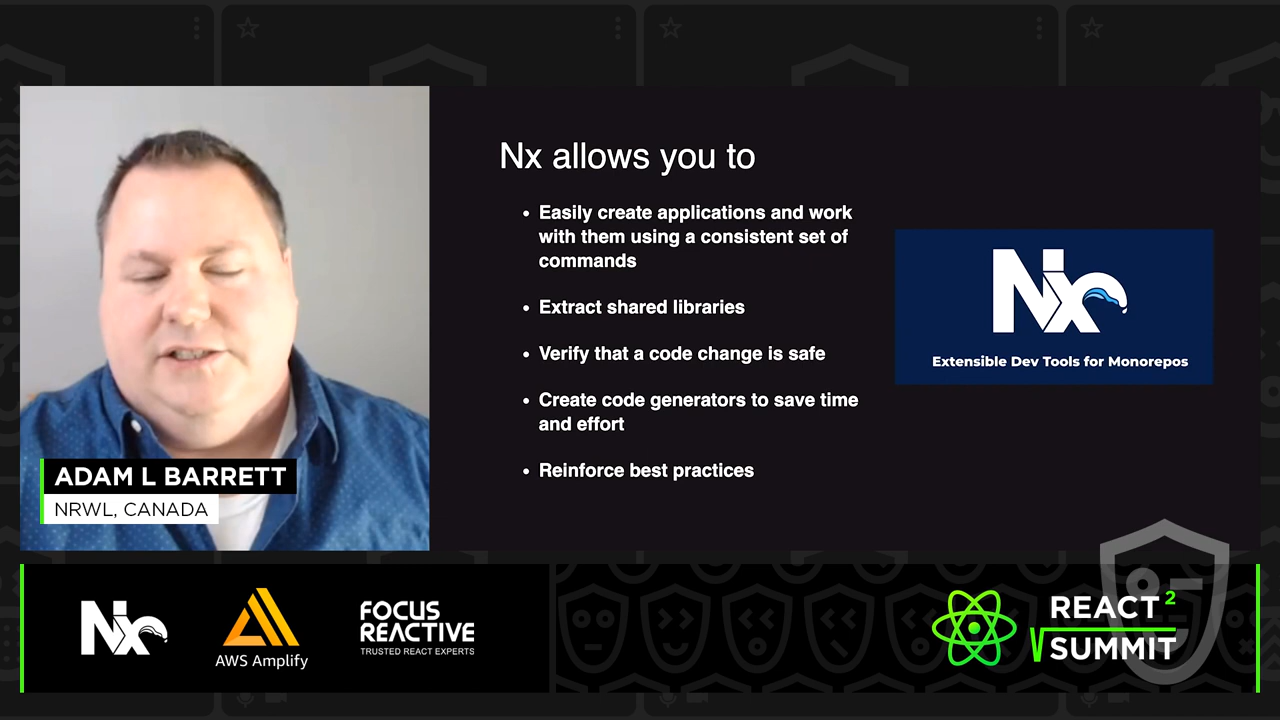 Nx allows you to
• Easily create applications and work
with them using a consistent set of
commands
• Extract shared libraries
• Verify that a code change is safe
• Create code generators to save time
and effort
• Reinforce best practices
Nx
Extensible Dev Tools for Monorepos
ADAM L BARRETT
NRWL, CANADA
Nx
AWS Amplify
FOCUS
REACTIVE
TRUSTED REACT EXPERTS
REACT 2
SUMMIT